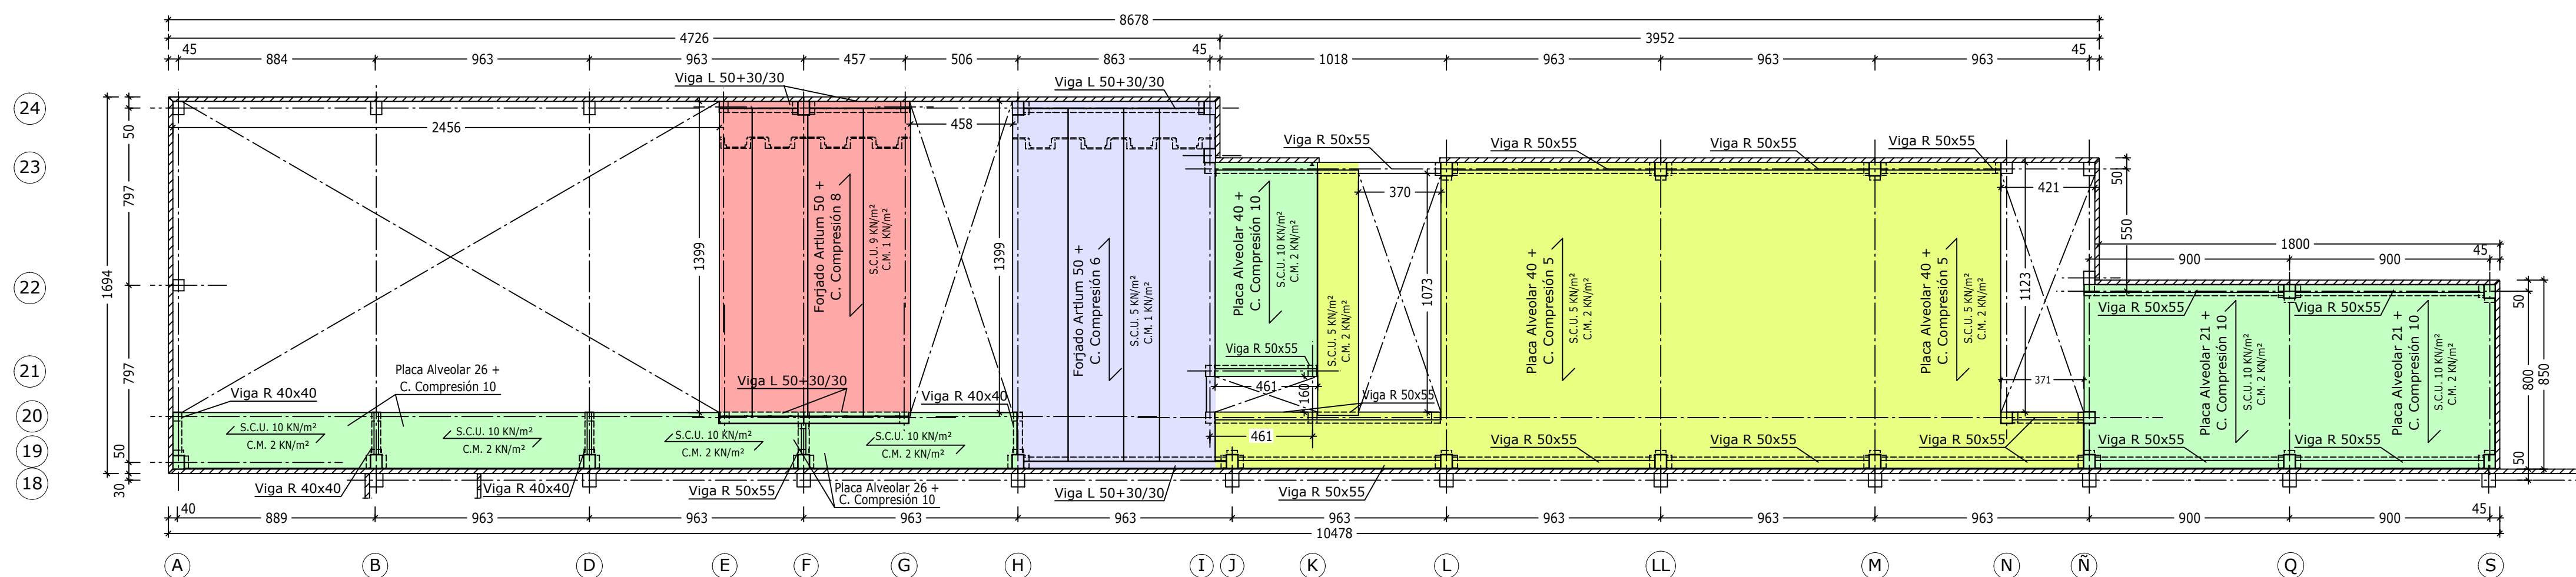 8678
4726
3952
45
884
963
963
457
506
863
45
1018
963
963
963
45
Viga L 50+30/30
Viga L 50+30/30
24
50
2456
458
Viga R 50x55
Viga R 50x55
Viga R 50x55
Viga R 50x55
23
797
1694
1399
Forjado Artlum 50 +
C. Compresión 8
S.C.U. 9 KN/m²
C.M. 1 KN/m²
1399
Forjado Artlum 50 +
C. Compresión 6
S.C.U. 5 KN/m²
C.M. 1 KN/m²
Placa Alveolar 40 +
C. Compresión 10
S.C.U. 10 KN/m²
C.M. 2 KN/m²
S.C.U. 5 KN/m²
C.M. 2 KN/m²
370
1073
Placa Alveolar 40 +
C. Compresión 5
S.C.U. 5 KN/m²
C.M. 2 KN/m²
Placa Alveolar 40 +
C. Compresión 5
S.C.U. 5 KN/m²
C.M. 2 KN/m²
421
1123
50
550
1800
45
900
900
22
50
Viga R 50x55
Viga R 50x55
Placa Alveolar 21 +
C. Compresión 10
S.C.U. 10 KN/m²
C.M. 2 KN/m²
Placa Alveolar 21 +
C. Compresión 10
S.C.U. 10 KN/m²
C.M. 2 KN/m²
800
850
21
797
Placa Alveolar 26 +
C. Compresión 10
Viga R 40x40
Viga L 50+30/30
Viga R 40x40
Viga R 50x55
461
160
Viga R 50x55
371
20
S.C.U. 10 KN/m²
C.M. 2 KN/m²
S.C.U. 10 KN/m²
C.M. 2 KN/m²
S.C.U. 10 KN/m²
C.M. 2 KN/m²
S.C.U. 10 KN/m²
C.M. 2 KN/m²
461
Viga R 50x55
Viga R 50x55
Viga R 50x55
Viga R 50x55
Viga R 50x55
19
50
50
18
30
Viga R 40x40
Viga R 40x40
Viga R 50x55
Placa Alveolar 26 +
C. Compresión 10
Viga L 50+30/30
Viga R 50x55
40
889
963
963
963
963
963
963
963
963
900
900
45
10478
A
B
D
E
F
G
H
I
J
K
L
LL
M
N
Ñ
Q
S